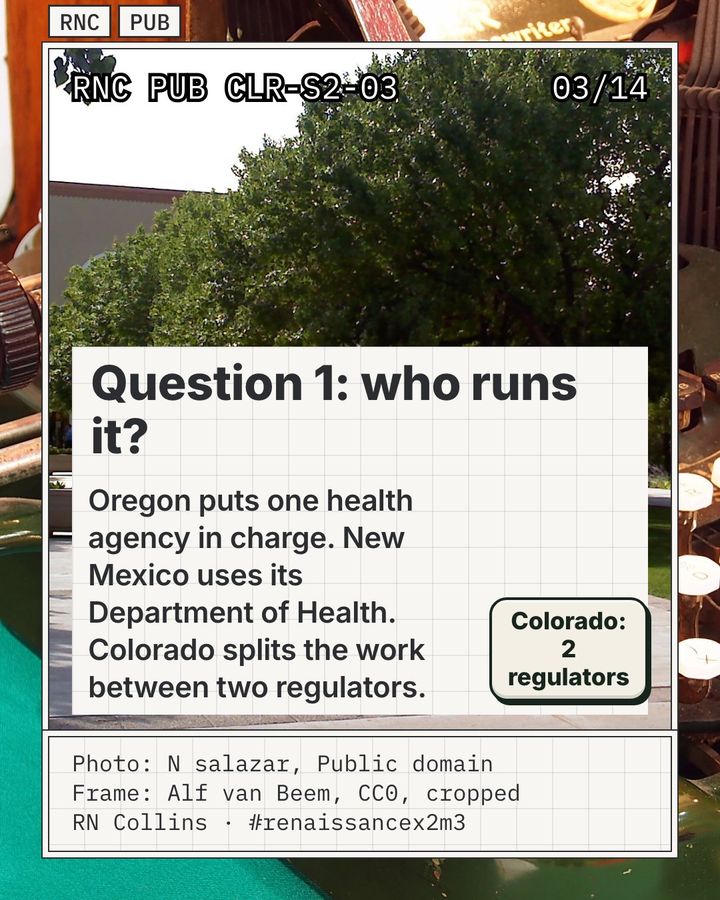 RNC PUB
RNC PUB CLR-S2-03 03/14
Question 1: who runs
it?
Oregon puts one health
agency in charge. New
Mexico uses its
Department of Health.
Colorado splits the work
between two regulators.
Colorado:
2
regulators
Photo: N salazar, Public domain
Frame: Alf van Beem, CC0, cropped
RN Collins · #renaissancex2m3